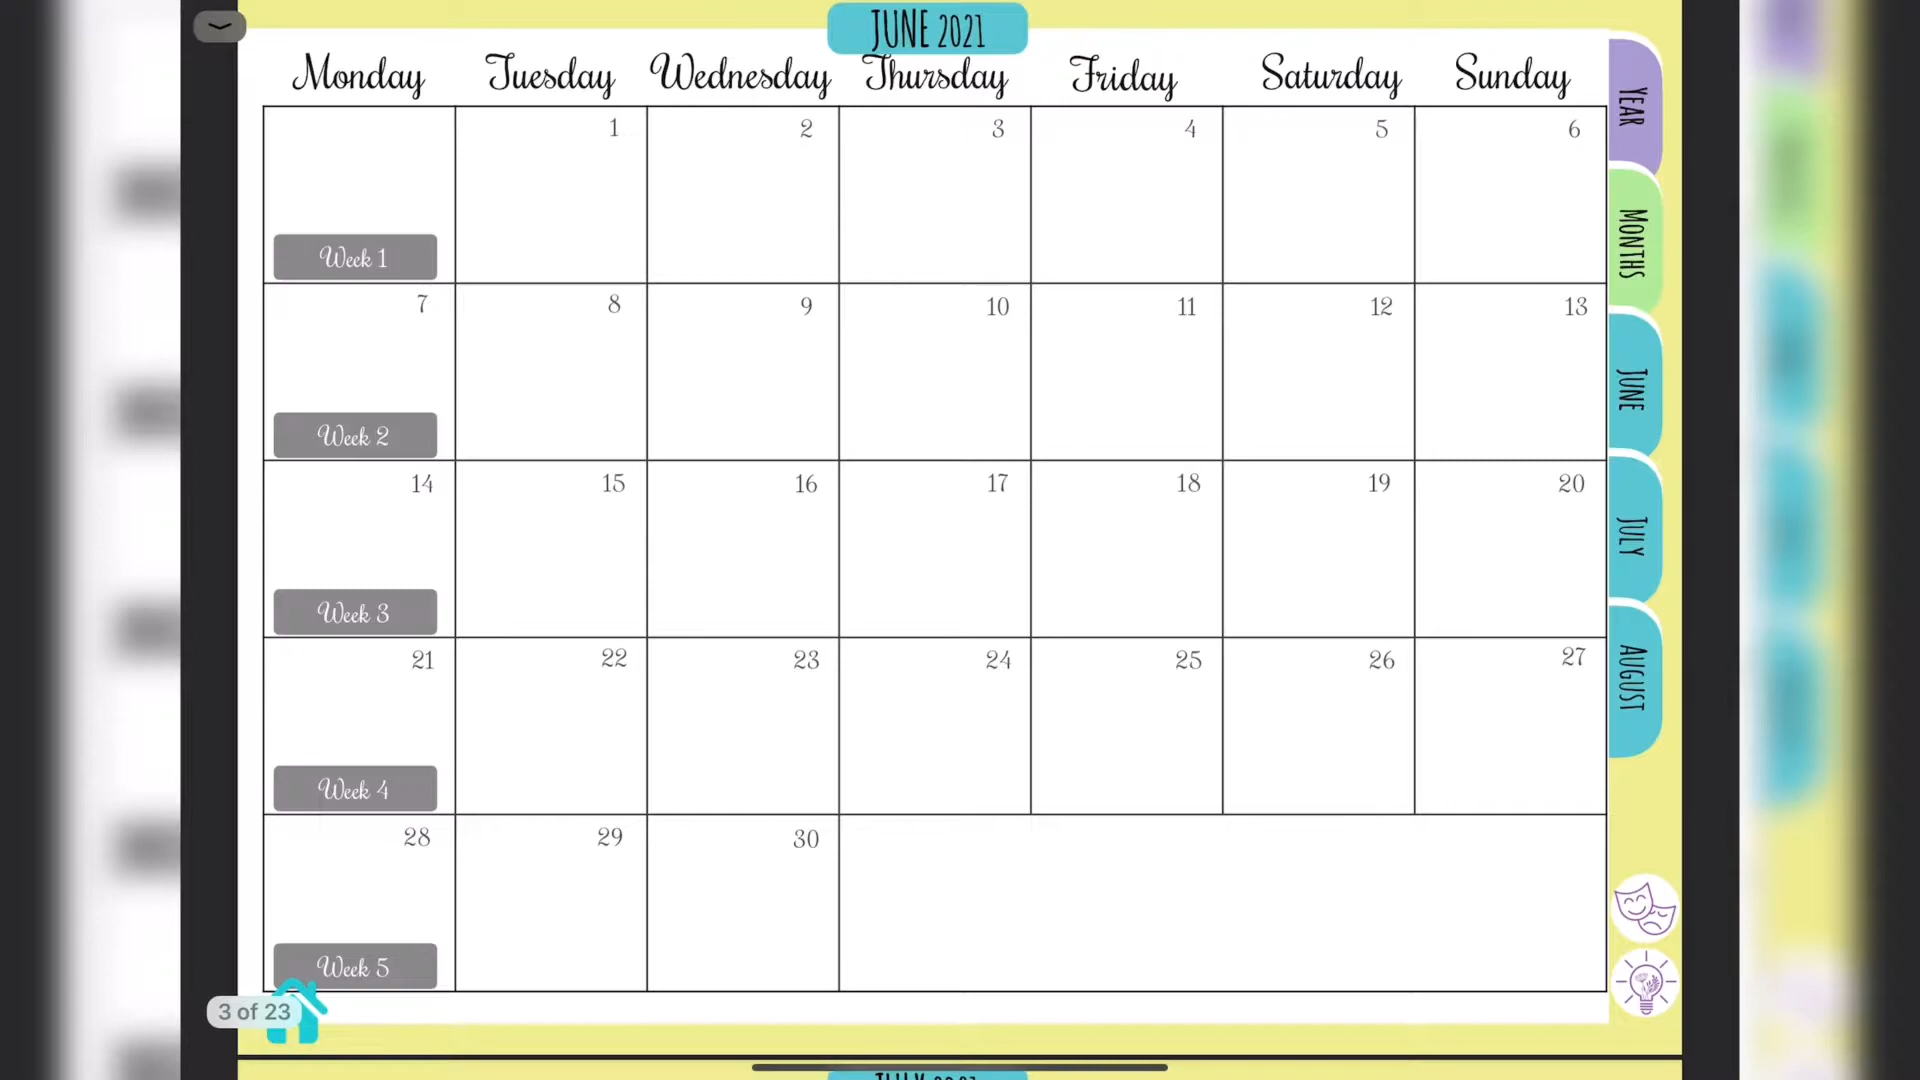 JUNE 2021
Monday Tuesday Wednesday Thursday Friday Saturday Sunday
1 2 3 4 5 6
Week 1
7 8 9 10 11 12 13
Week 2
14 15 16 17 18 19 20
Week 3
21 22 23 24 25 26 27
Week 4
28 29 30
Week 5
3 of 23
YEAR
MONTHS
JUNE
JULY
AUGUST
JULY 2021